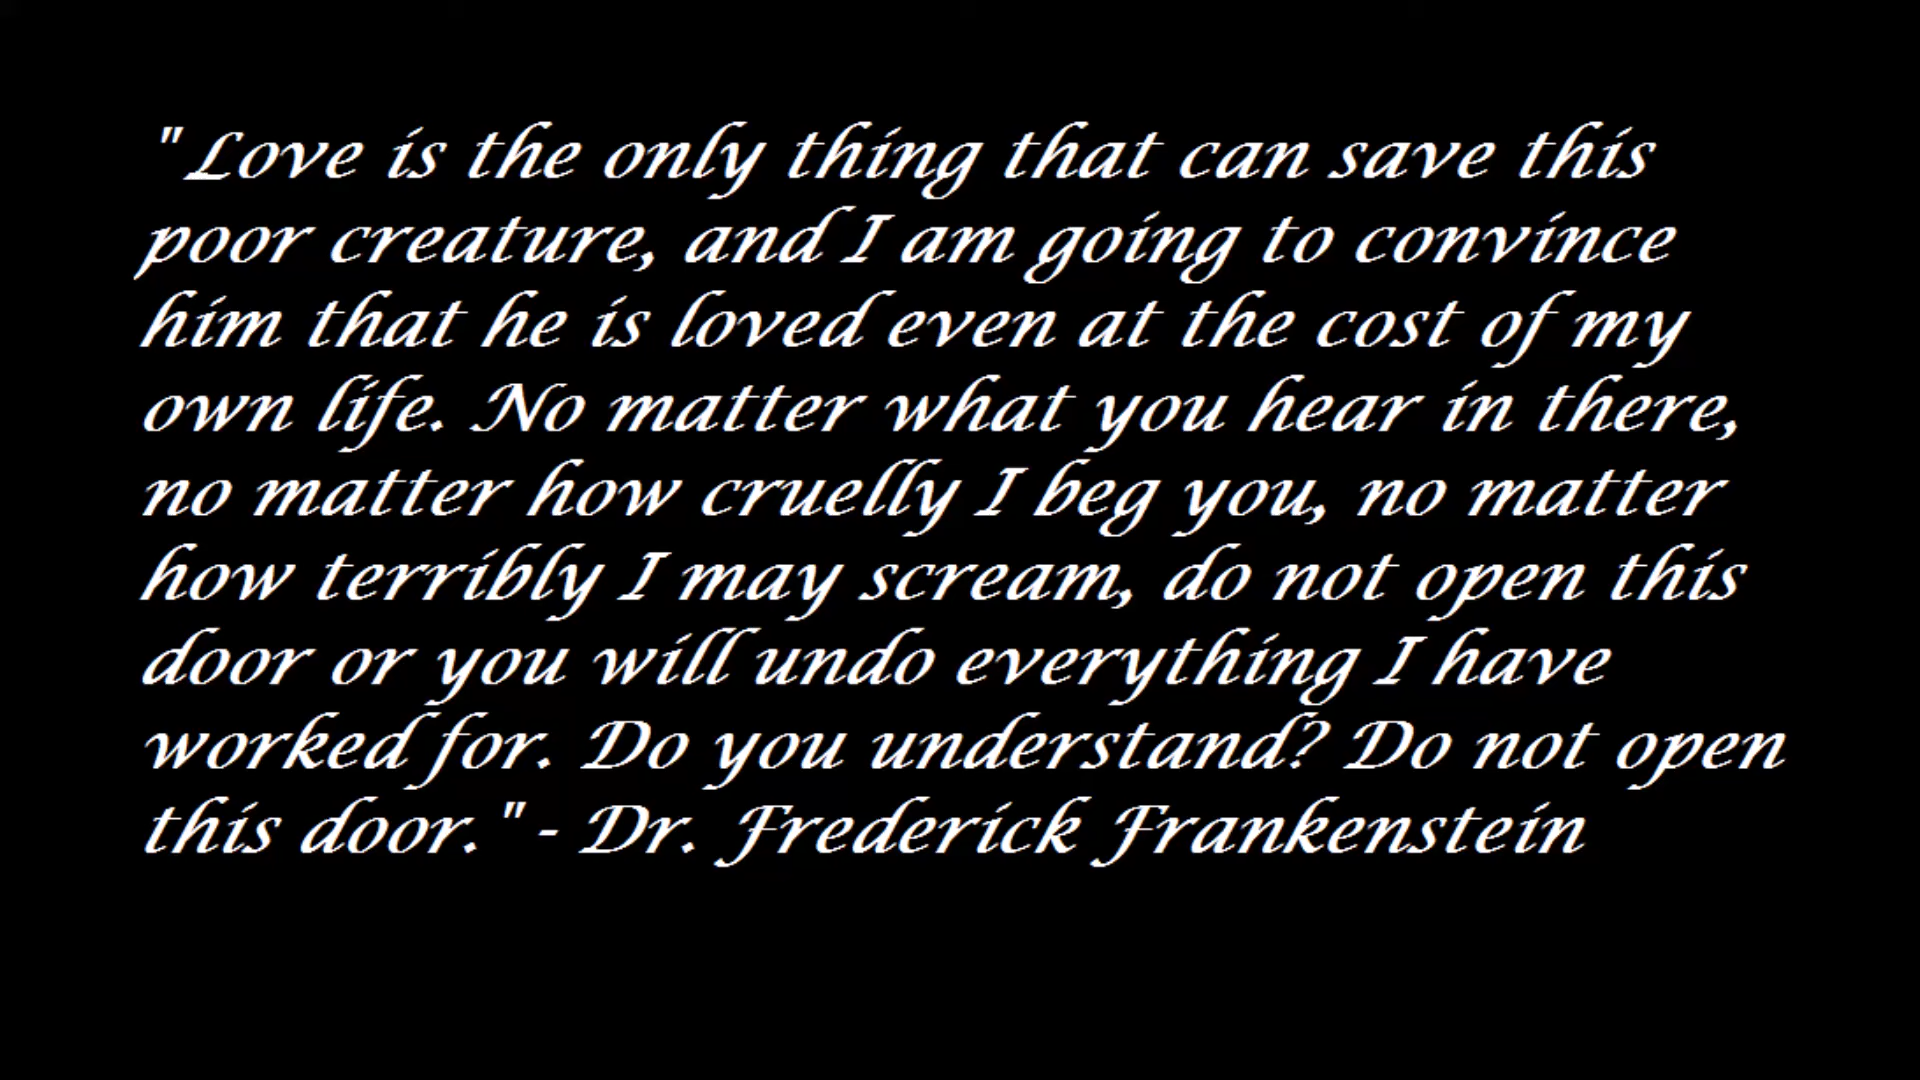 "Love is the only thing that can save this
poor creature, and I am going to convince
him that he is loved even at the cost of my
own life. No matter what you hear in there,
no matter how cruelly I beg you, no matter
how terribly I may scream, do not open this
door or you will undo everything I have
worked for. Do you understand? Do not open
this door." - Dr. Frederick Frankenstein